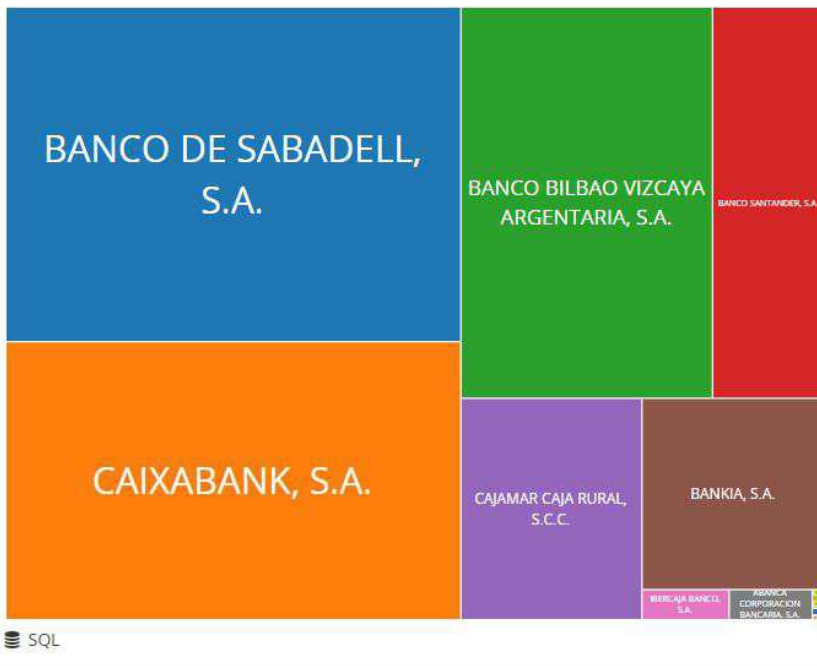 BANCO DE SABADELL,
S.A.
BANCO BILBAO VIZCAYA
ARGENTARIA, S.A.
BANCO SANTANDER, S.A
CAIXABANK, S.A.
CAJAMAR CAJA RURAL,
S.C.C.
BANKIA, S.A.
IBERCAJA BANCO,
S.A.
ABANCA
CORPORACION
BANCARIA, S.A.
SQL